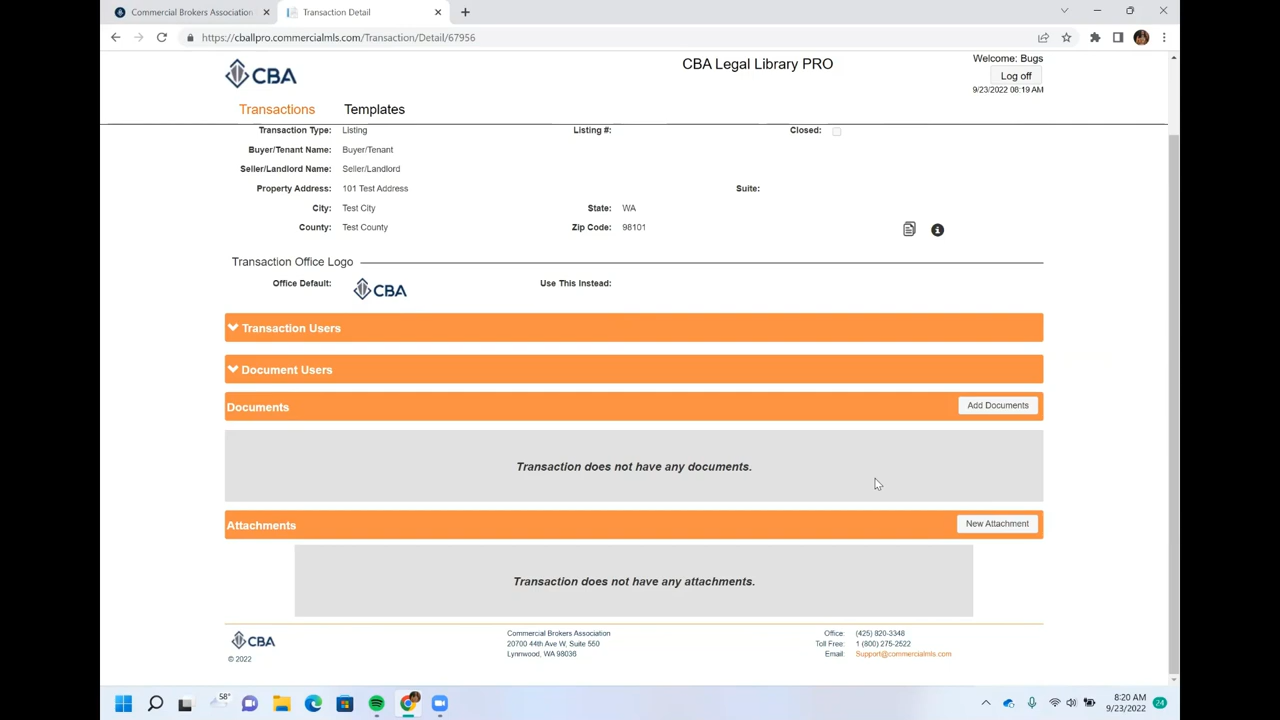 Commercial Brokers Association
Transaction Detail
https://cballpro.commercialmls.com/Transaction/Detail/67956
CBA
CBA Legal Library PRO
Welcome: Bugs
Log off
9/23/2022 08:19 AM
Transactions Templates
Transaction Type: Listing Listing #: Closed:
Buyer/Tenant Name: Buyer/Tenant
Seller/Landlord Name: Seller/Landlord
Property Address: 101 Test Address Suite:
City: Test City State: WA
County: Test County Zip Code: 98101
Transaction Office Logo
Office Default: CBA Use This Instead:
Transaction Users
Document Users
Documents Add Documents
Transaction does not have any documents.
Attachments New Attachment
Transaction does not have any attachments.
CBA
© 2022
Commercial Brokers Association
20700 44th Ave W, Suite 550
Lynnwood, WA 98036
Office: (425) 820-3348
Toll Free: 1 (800) 275-2522
Email: Support@commercialmls.com
58°
8:20 AM
9/23/2022
24